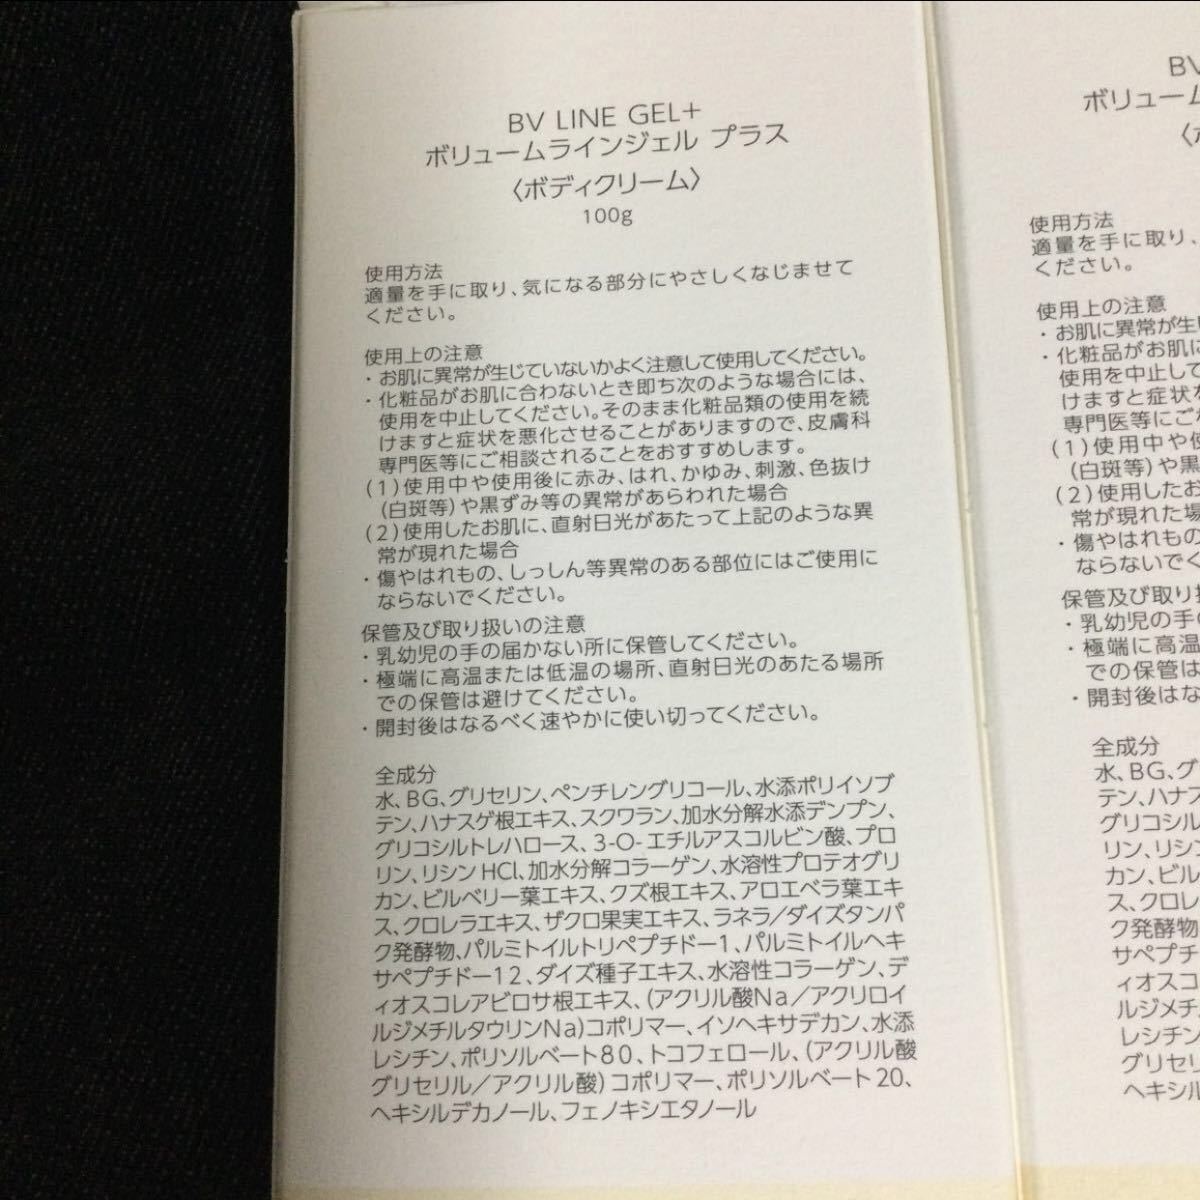 BV LINE GEL+
ボリュームラインジェル プラス
〈ボディクリーム〉
100g
使用方法
適量を手に取り、気になる部分にやさしくなじませて
ください。
使用上の注意
・お肌に異常が生じていないかよく注意して使用してください。
・化粧品がお肌に合わないとき即ち次のような場合には、
使用を中止してください。そのまま化粧品類の使用を続
けますと症状を悪化させることがありますので、皮膚科
専門医等にご相談されることをおすすめします。
(1)使用中や使用後に赤み、はれ、かゆみ、刺激、色抜け
(白斑等)や黒ずみ等の異常があらわれた場合
(2)使用したお肌に、直射日光があたって上記のような異
常が現れた場合
・傷やはれもの、しっしん等異常のある部位にはご使用に
ならないでください。
保管及び取り扱いの注意
・乳幼児の手の届かない所に保管してください。
・極端に高温または低温の場所、直射日光のあたる場所
での保管は避けてください。
・開封後はなるべく速やかに使い切ってください。
全成分
水、BG、グリセリン、ペンチレングリコール、水添ポリイソブ
テン、ハナスゲ根エキス、スクワラン、加水分解水添デンプン、
グリコシルトレハロース、3-O-エチルアスコルビン酸、プロ
リン、リシンHCl、加水分解コラーゲン、水溶性プロテオグリ
カン、ビルベリー葉エキス、クズ根エキス、アロエベラ葉エキ
ス、クロレラエキス、ザクロ果実エキス、ラネラ/ダイズタンパ
ク発酵物、パルミトイルトリペプチドー1、パルミトイルヘキ
サペプチドー12、ダイズ種子エキス、水溶性コラーゲン、デ
ィオスコレアビロサ根エキス、(アクリル酸Na/アクリロイ
ルジメチルタウリンNa)コポリマー、イソヘキサデカン、水添
レシチン、ポリソルベート80、トコフェロール、(アクリル酸
グリセリル/アクリル酸)コポリマー、ポリソルベート20、
ヘキシルデカノール、フェノキシエタノール
BV
ボリューム
使用方法
適量を手に取り、
ください。
使用上の注意
・お肌に異常が生じ
・化粧品がお肌に
使用を中止して
けますと症状を
専門医等にご
(1)使用中や使
(白斑等)や黒
(2)使用したお
常が現れた場
・傷やはれもの
ならないでく
保管及び取り扱
・乳幼児の手の
・極端に高温
での保管は
・開封後はな
全成分
水、BG、グ
テン、ハナス
グリコシル
リン、リシン
カン、ビル
ス、クロレ
ク発酵物
サペプチ
ィオスコ
ルジメチ
レシチン
グリセリ
ヘキシル